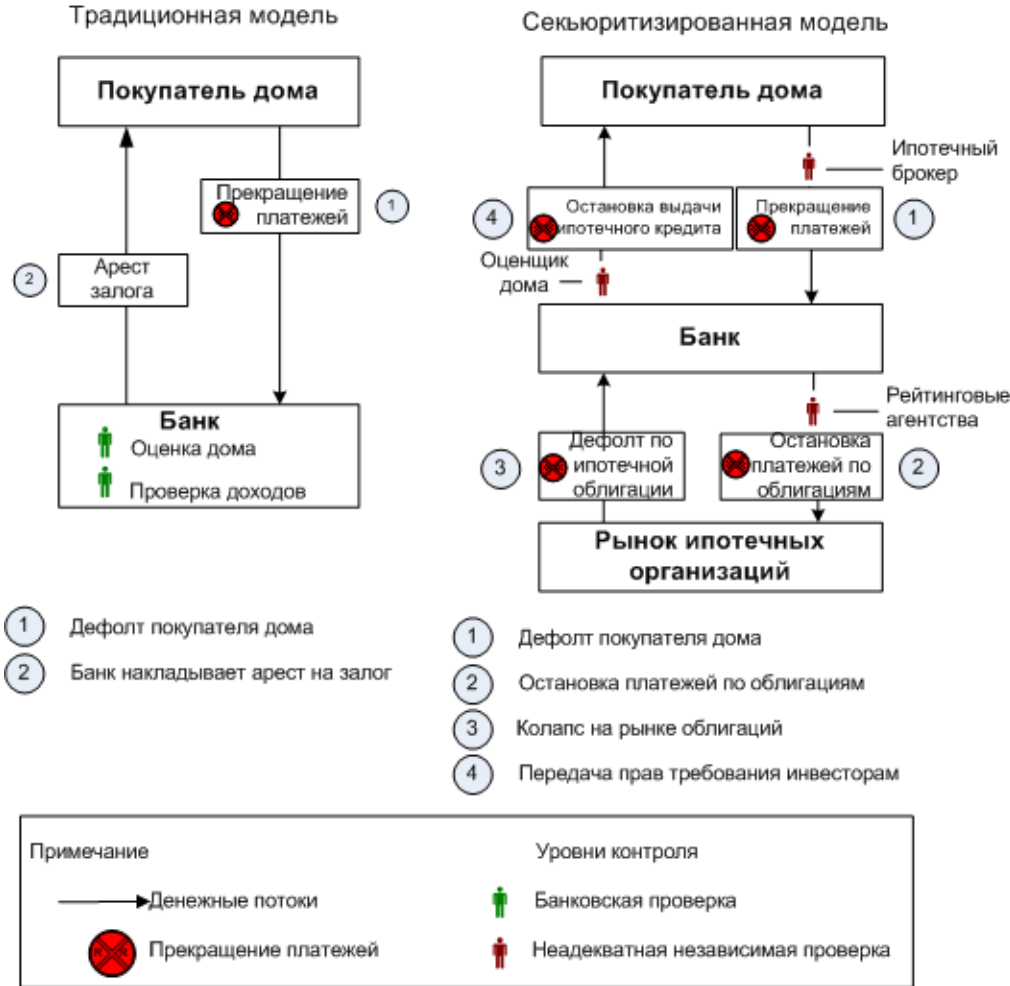 Традиционная модель
Покупатель дома
Прекращение
платежей
1
2
Арест
залога
Банк
Оценка дома
Проверка доходов
1 Дефолт покупателя дома
2 Банк накладывает арест на залог
Секьюритизированная модель
Покупатель дома
Ипотечный
брокер
4
Остановка выдачи
ипотечного кредита
Прекращение
платежей
1
Оценщик
дома
Банк
Рейтинговые
агентства
3
Дефолт по
ипотечной
облигации
Остановка
платежей по
облигациям
2
Рынок ипотечных
организаций
1 Дефолт покупателя дома
2 Остановка платежей по облигациям
3 Колапс на рынке облигаций
4 Передача прав требования инвесторам
Примечание
Денежные потоки
Прекращение платежей
Уровни контроля
Банковская проверка
Неадекватная независимая проверка